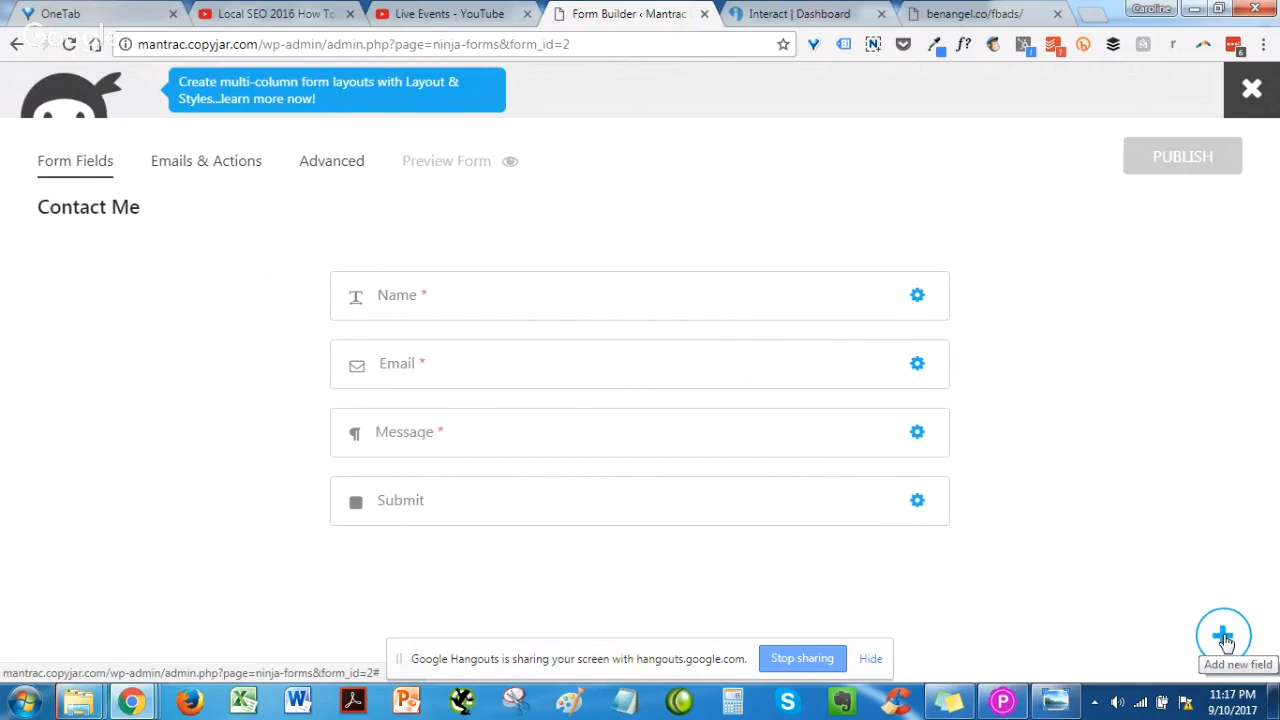 OneTab
Local SEO 2016 How To
Live Events - YouTube
Form Builder ‹ Mantrac
Interact | Dashboard
benangel.co/fbads/
Caroline
mantrac.copyjar.com/wp-admin/admin.php?page=ninja-forms&form_id=2
Create multi-column form layouts with Layout &
Styles...learn more now!
Form Fields
Emails & Actions
Advanced
Preview Form
PUBLISH
Contact Me
Name *
Email *
Message *
Submit
Google Hangouts is sharing your screen with hangouts.google.com.
Stop sharing
Hide
Add new field
mantrac.copyjar.com/wp-admin/admin.php?page=ninja-forms&form_id=2#
11:17 PM
9/10/2017